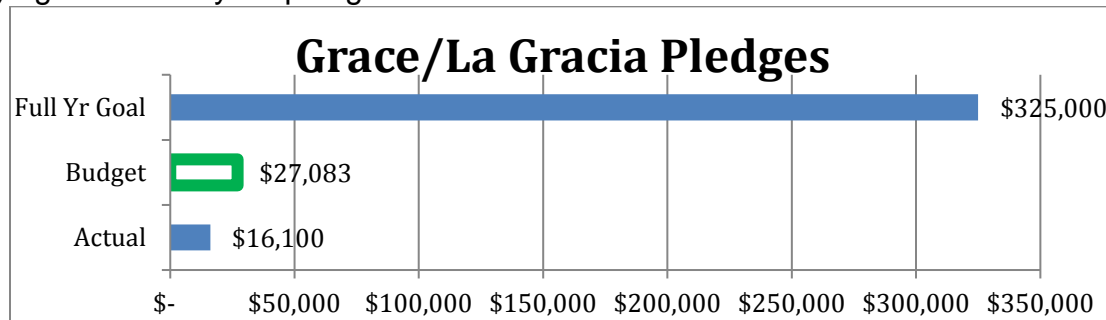 Grace/La Gracia Pledges
Full Yr Goal $325,000
Budget $27,083
Actual $16,100
$- $50,000 $100,000 $150,000 $200,000 $250,000 $300,000 $350,000